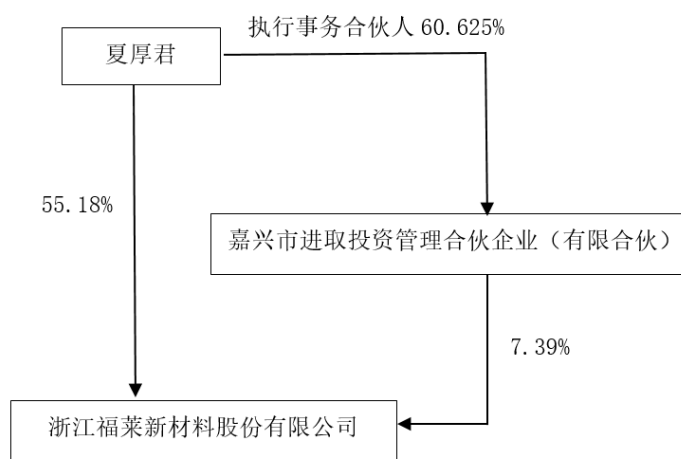 执行事务合伙人 60.625%
夏厚君
55.18%
嘉兴市进取投资管理合伙企业（有限合伙）
7.39%
浙江福莱新材料股份有限公司